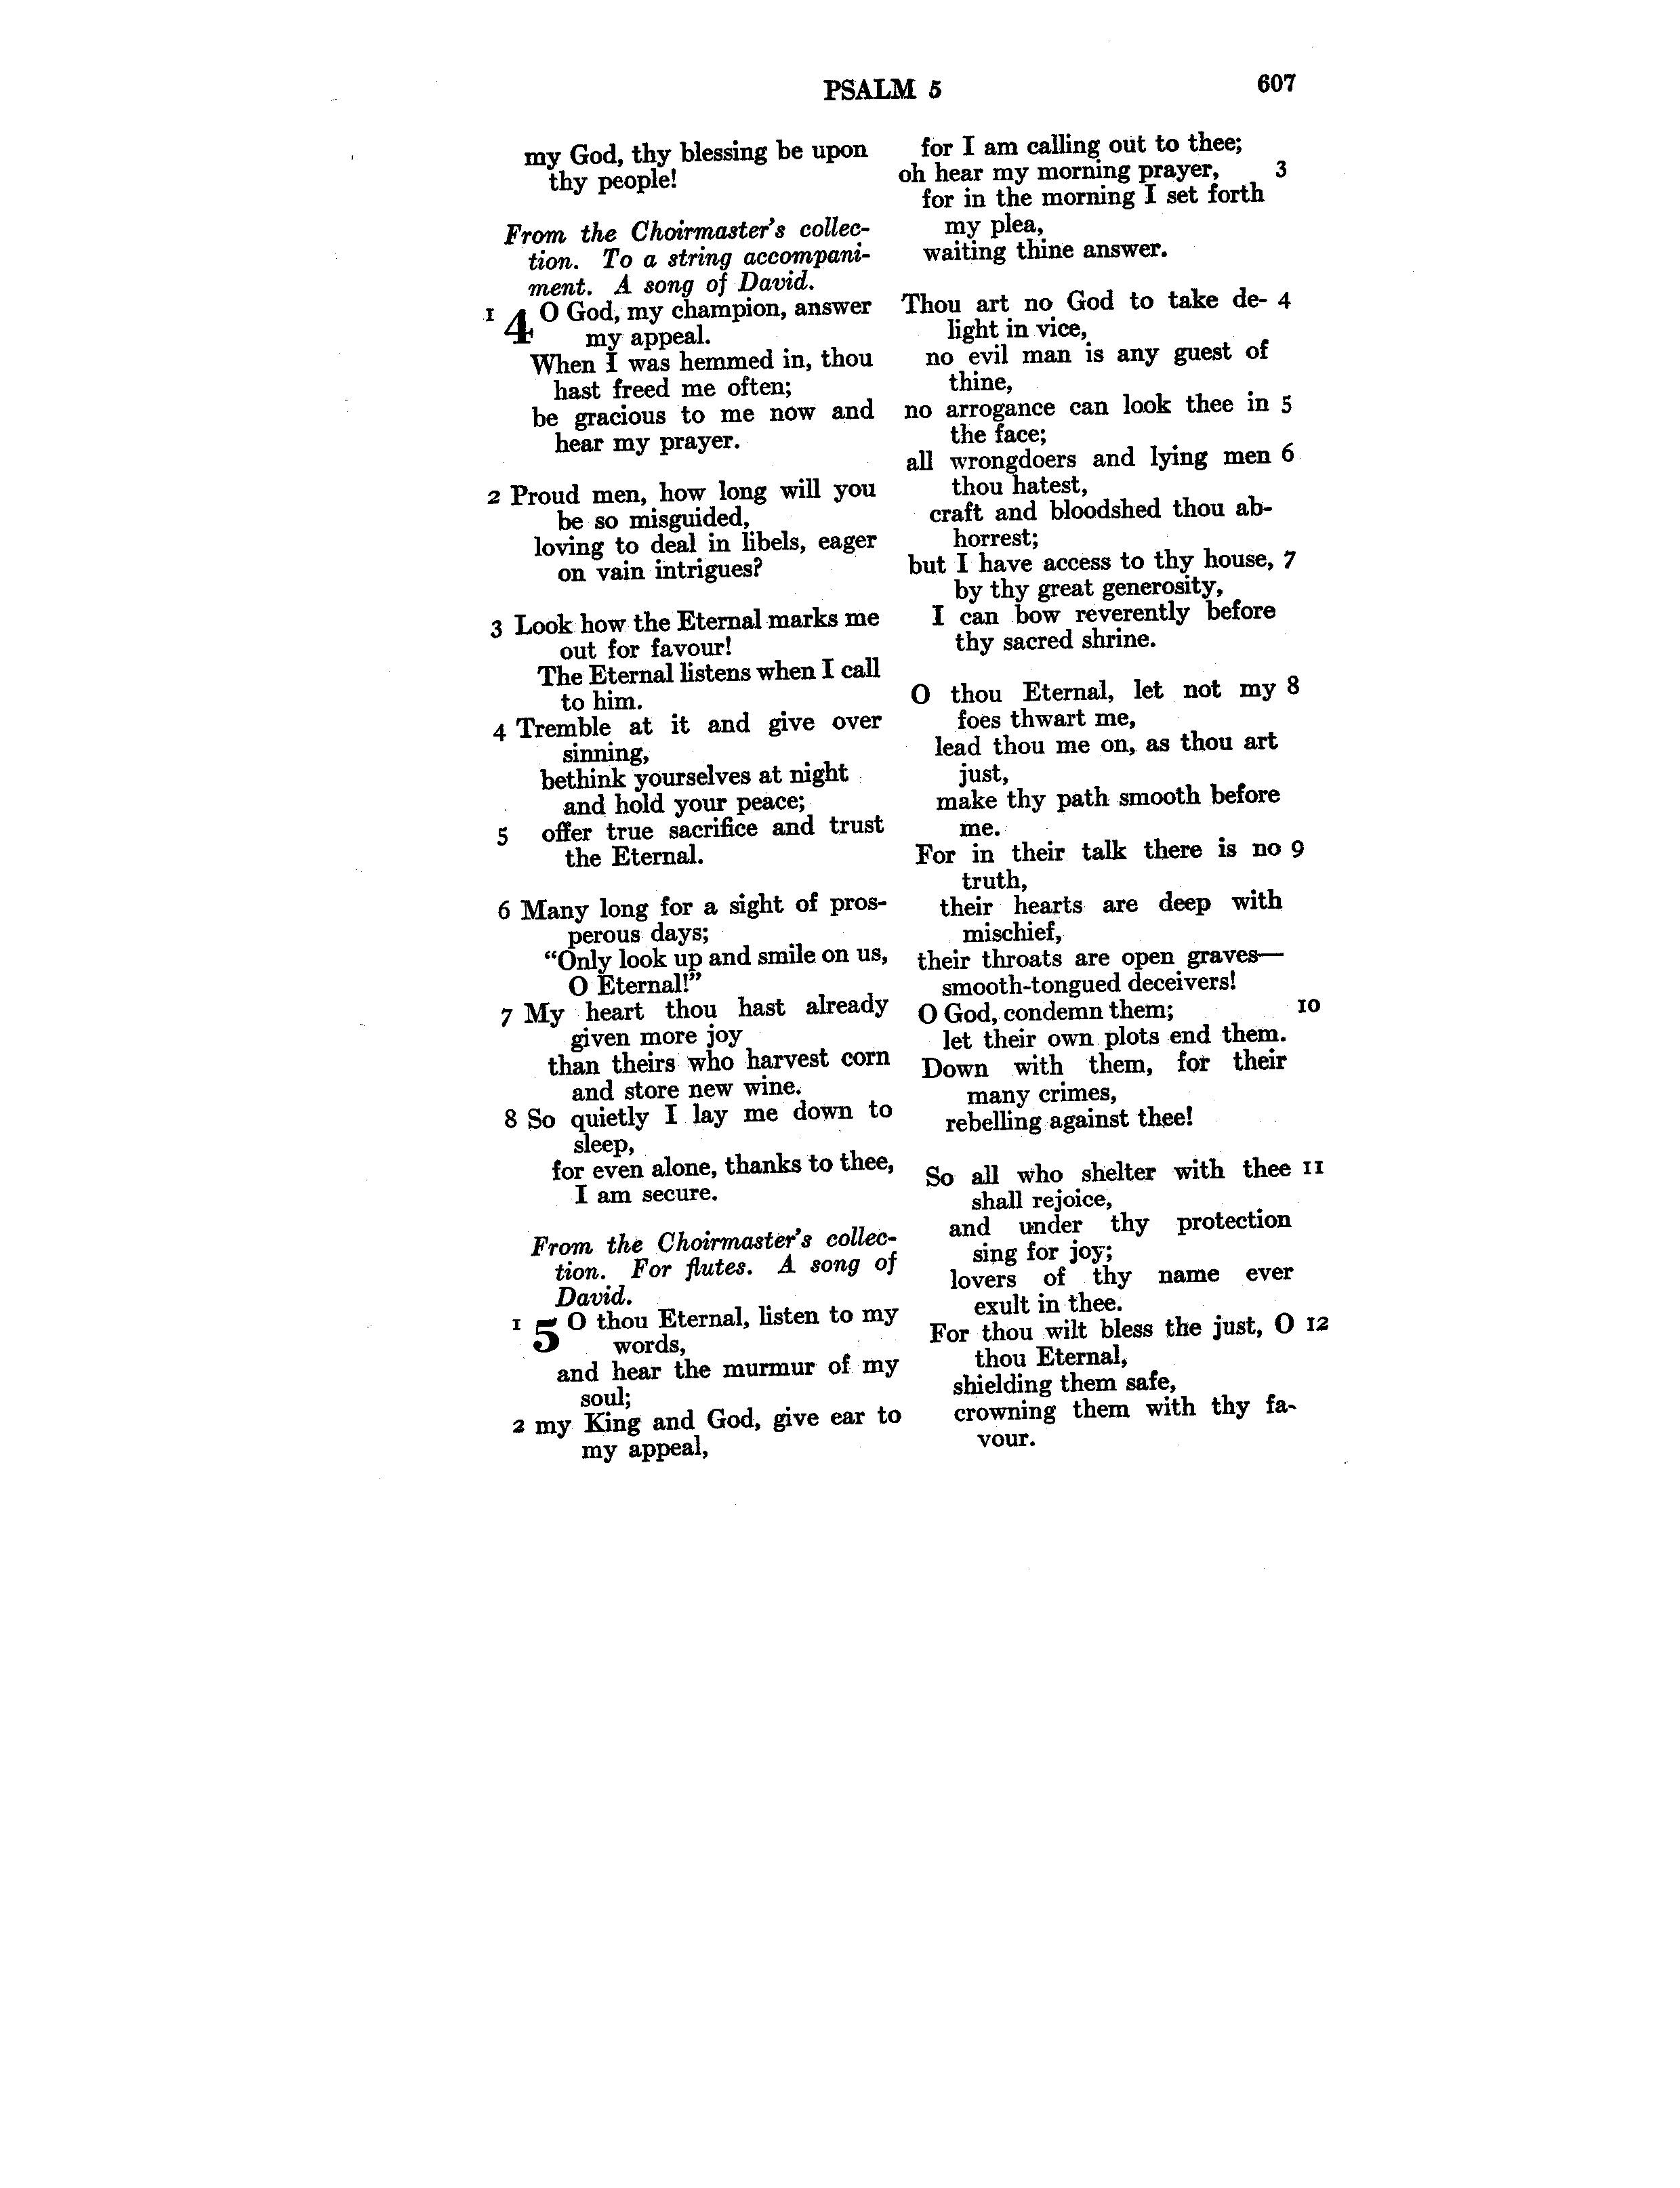 PSALM 5
607
my God, thy blessing be upon
thy people!
From the Choirmaster's collec-
tion. To a string accompani-
ment. A song of David.
1 4 O God, my champion, answer
my appeal.
When I was hemmed in, thou
hast freed me often;
be gracious to me now and
hear my prayer.
2 Proud men, how long will you
be so misguided,
loving to deal in libels, eager
on vain intrigues?
3 Look how the Eternal marks me
out for favour!
The Eternal listens when I call
to him.
4 Tremble at it and give over
sinning,
bethink yourselves at night
and hold your peace;
5 offer true sacrifice and trust
the Eternal.
6 Many long for a sight of pros-
perous days;
"Only look up and smile on us,
O Eternal!"
7 My heart thou hast already
given more joy
than theirs who harvest corn
and store new wine.
8 So quietly I lay me down to
sleep,
for even alone, thanks to thee,
I am secure.
From the Choirmaster's collec-
tion. For flutes. A song of
David.
1 5 O thou Eternal, listen to my
words,
and hear the murmur of my
soul;
2 my King and God, give ear to
my appeal,
for I am calling out to thee;
oh hear my morning prayer, 3
for in the morning I set forth
my plea,
waiting thine answer.
Thou art no God to take de- 4
light in vice,
no evil man is any guest of
thine,
no arrogance can look thee in 5
the face;
all wrongdoers and lying men 6
thou hatest,
craft and bloodshed thou ab-
horrest;
but I have access to thy house, 7
by thy great generosity,
I can bow reverently before
thy sacred shrine.
O thou Eternal, let not my 8
foes thwart me,
lead thou me on, as thou art
just,
make thy path smooth before
me.
For in their talk there is no 9
truth,
their hearts are deep with
mischief,
their throats are open graves—
smooth-tongued deceivers!
O God, condemn them; 10
let their own plots end them.
Down with them, for their
many crimes,
rebelling against thee!
So all who shelter with thee 11
shall rejoice,
and under thy protection
sing for joy;
lovers of thy name ever
exult in thee.
For thou wilt bless the just, O 12
thou Eternal,
shielding them safe,
crowning them with thy fa-
vour.